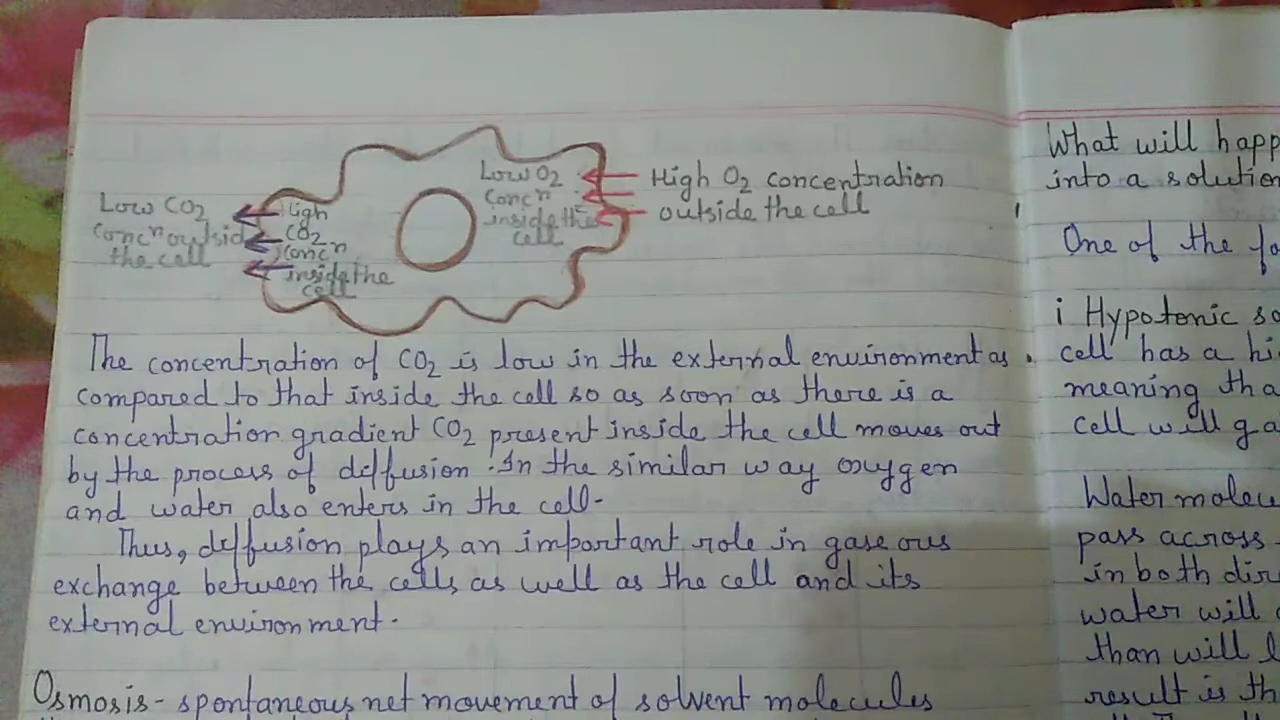 Low O2
Concn
inside the
cell
High O2 concentration
outside the cell
Low CO2
Concn outsid
the cell
High
CO2
concn
inside the
cell
The concentration of CO2 is low in the external environment as
compared to that inside the cell so as soon as there is a
concentration gradient CO2 present inside the cell moves out
by the process of diffusion. In the similar way oxygen
and water also enters in the cell.
Thus, diffusion plays an important role in gaseous
exchange between the cells as well as the cell and its
external environment.
Osmosis - spontaneous net movement of solvent molecules
What will happ
into a solution
One of the fo
i Hypotonic so
cell has a hi
meaning tha
cell will ga
Water molecu
pass across
in both dire
water will
than will l
result is th